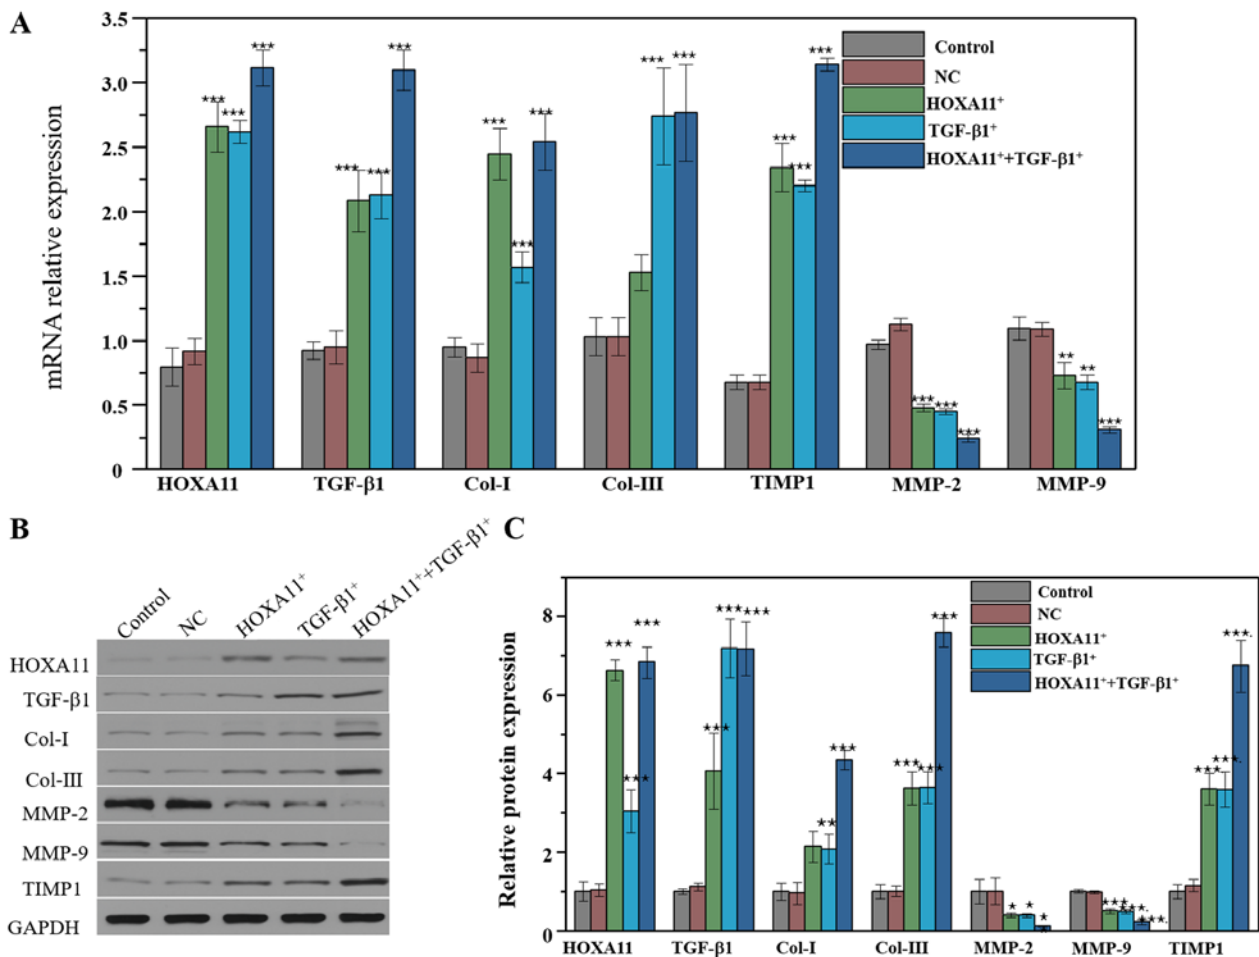 A
3.5
3.0
2.5
2.0
1.5
1.0
0.5
0
mRNA relative expression
Control
NC
HOXA11⁺
TGF-β1⁺
HOXA11⁺+TGF-β1⁺
*** *** *** *** *** *** *** *** *** *** *** *** *** *** *** *** ** ** ***
HOXA11 TGF-β1 Col-I Col-III TIMP1 MMP-2 MMP-9
B
Control NC HOXA11⁺ TGF-β1⁺ HOXA11⁺+TGF-β1⁺
HOXA11
TGF-β1
Col-I
Col-III
MMP-2
MMP-9
TIMP1
GAPDH
C
8
6
4
2
0
Relative protein expression
Control
NC
HOXA11⁺
TGF-β1⁺
HOXA11⁺+TGF-β1⁺
*** *** *** *** *** *** ** *** *** *** *** * * * ***. ***. ***. *** *** ***.
HOXA11 TGF-β1 Col-I Col-III MMP-2 MMP-9 TIMP1